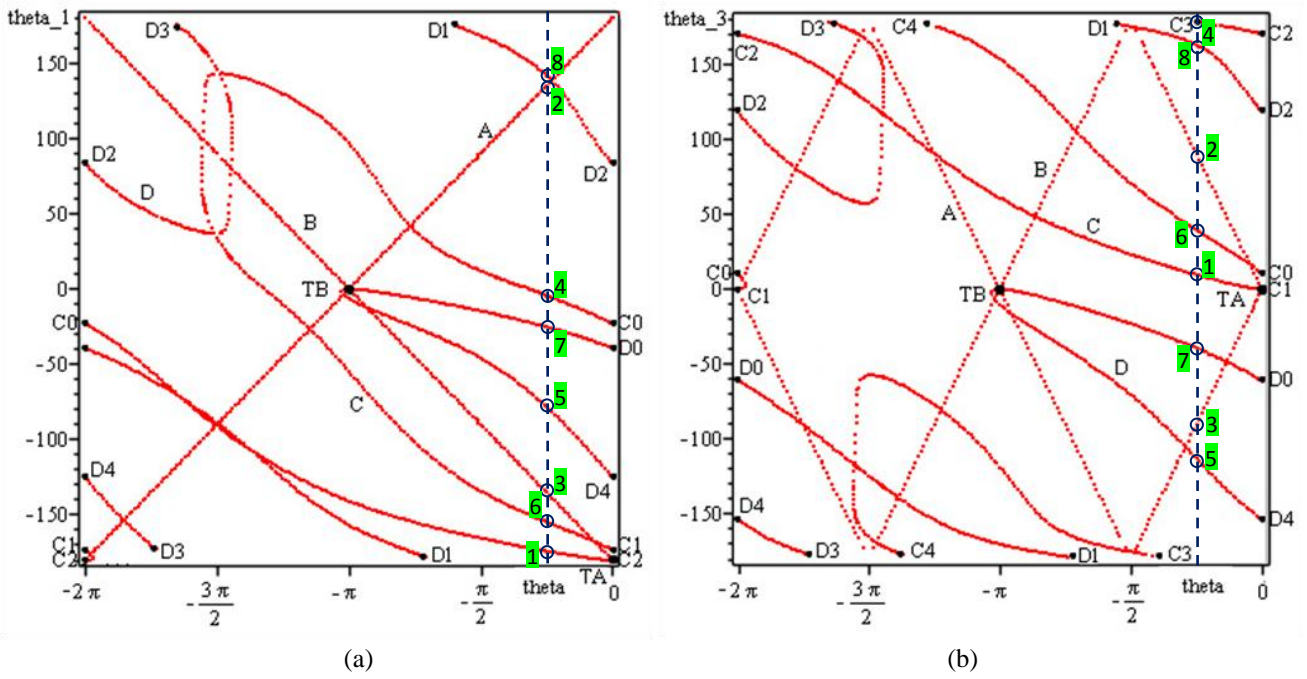 theta_1
150
100
50
0
-50
-100
-150
D3
D1
8
2
A
D2
D
B
D2
TB
4
C0
C0
7
D0
5
C
D4
3
D4
6
C1
C2
D3
D1
1
C1
C2
TA
-2 π
-3 π
2
-π
-π
2
theta
0
(a)
theta_3
150
100
50
0
-50
-100
-150
C2
D3
C4
D1
C3
4
C2
8
D2
D2
2
B
A
C
6
C0
C1
1
C0
C1
TB
TA
7
D0
D
D0
3
5
D4
D4
D3
C4
D1
C3
-2 π
-3 π
2
-π
-π
2
theta
0
(b)